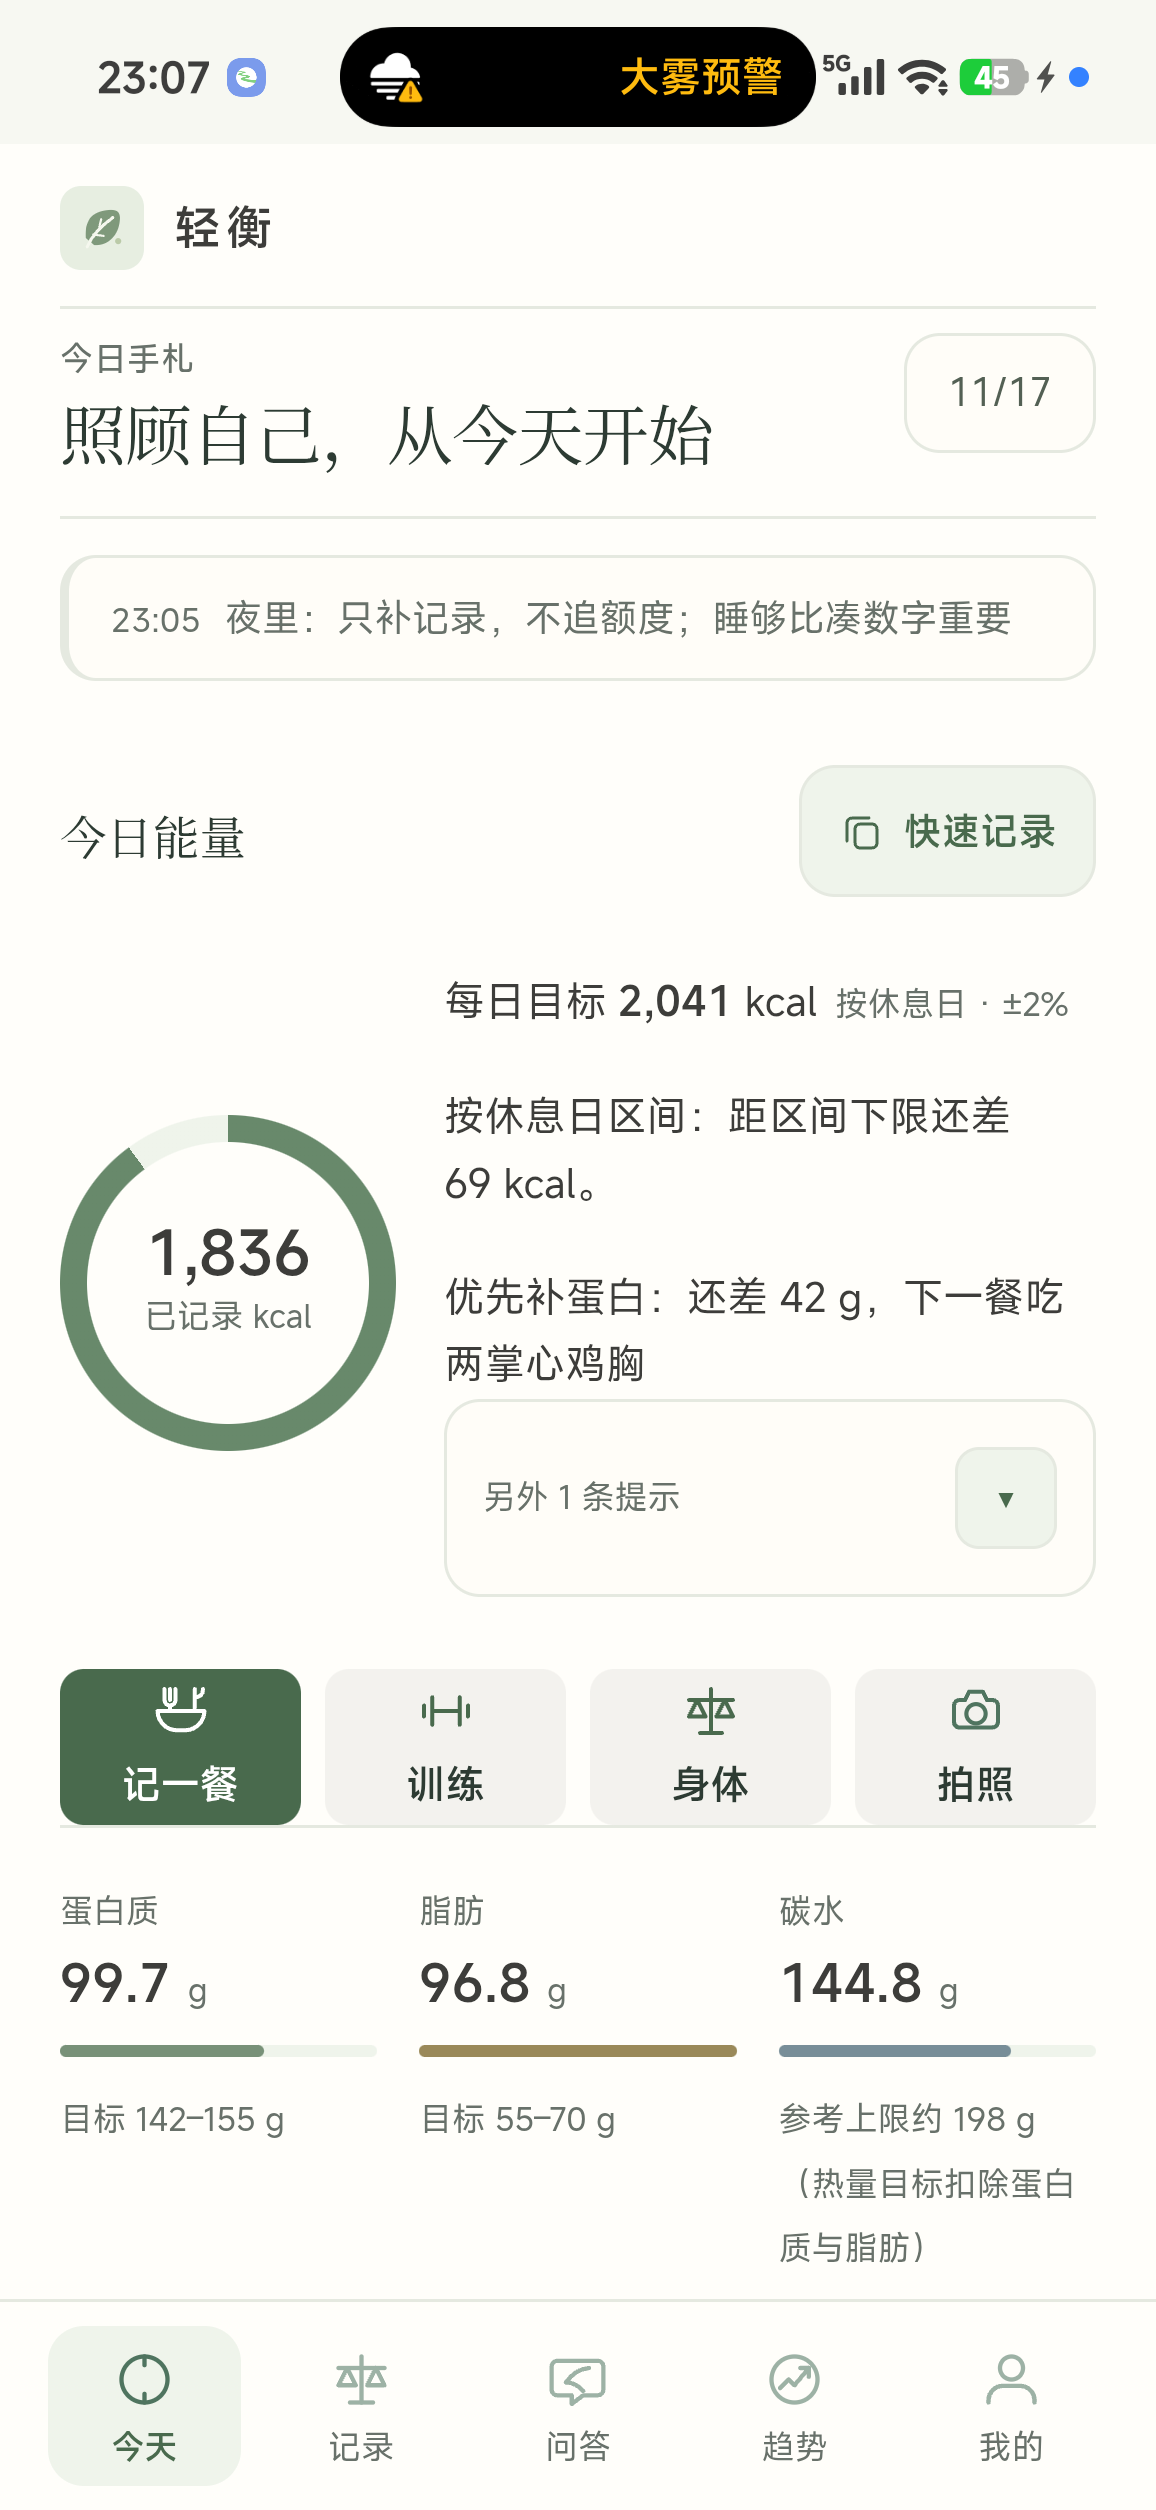 23:07
大雾预警
5G
45
轻衡
今日手札
照顾自己，从今天开始
11/17
23:05 夜里：只补记录，不追额度；睡够比凑数字重要
今日能量
快速记录
每日目标 2,041 kcal 按休息日 · ±2%
按休息日区间：距区间下限还差
69 kcal。
1,836
已记录 kcal
优先补蛋白：还差 42 g，下一餐吃
两掌心鸡胸
另外 1 条提示
▼
记一餐
训练
身体
拍照
蛋白质
99.7 g
目标 142–155 g
脂肪
96.8 g
目标 55–70 g
碳水
144.8 g
参考上限约 198 g
（热量目标扣除蛋白
质与脂肪）
今天
记录
问答
趋势
我的